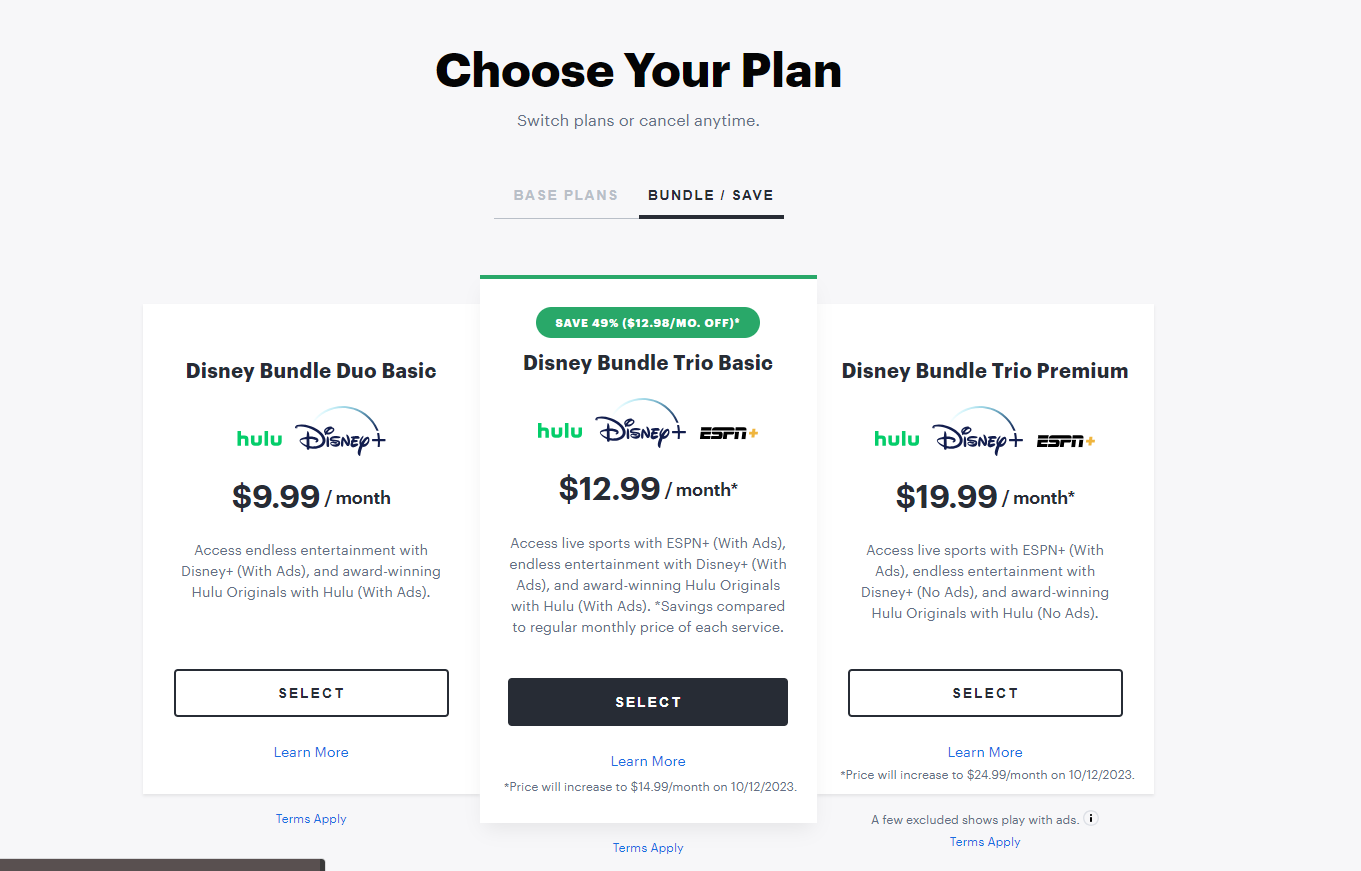 Choose Your Plan
Switch plans or cancel anytime.
BASE PLANS
BUNDLE / SAVE
Disney Bundle Duo Basic
hulu Disney+
$9.99 / month
Access endless entertainment with
Disney+ (With Ads), and award-winning
Hulu Originals with Hulu (With Ads).
SELECT
Learn More
Terms Apply
SAVE 49% ($12.98/MO. OFF)*
Disney Bundle Trio Basic
hulu Disney+ ESPN+
$12.99 / month*
Access live sports with ESPN+ (With Ads),
endless entertainment with Disney+ (With
Ads), and award-winning Hulu Originals
with Hulu (With Ads). *Savings compared
to regular monthly price of each service.
SELECT
Learn More
*Price will increase to $14.99/month on 10/12/2023.
Terms Apply
Disney Bundle Trio Premium
hulu Disney+ ESPN+
$19.99 / month*
Access live sports with ESPN+ (With
Ads), endless entertainment with
Disney+ (No Ads), and award-winning
Hulu Originals with Hulu (No Ads).
SELECT
Learn More
*Price will increase to $24.99/month on 10/12/2023.
A few excluded shows play with ads. i
Terms Apply